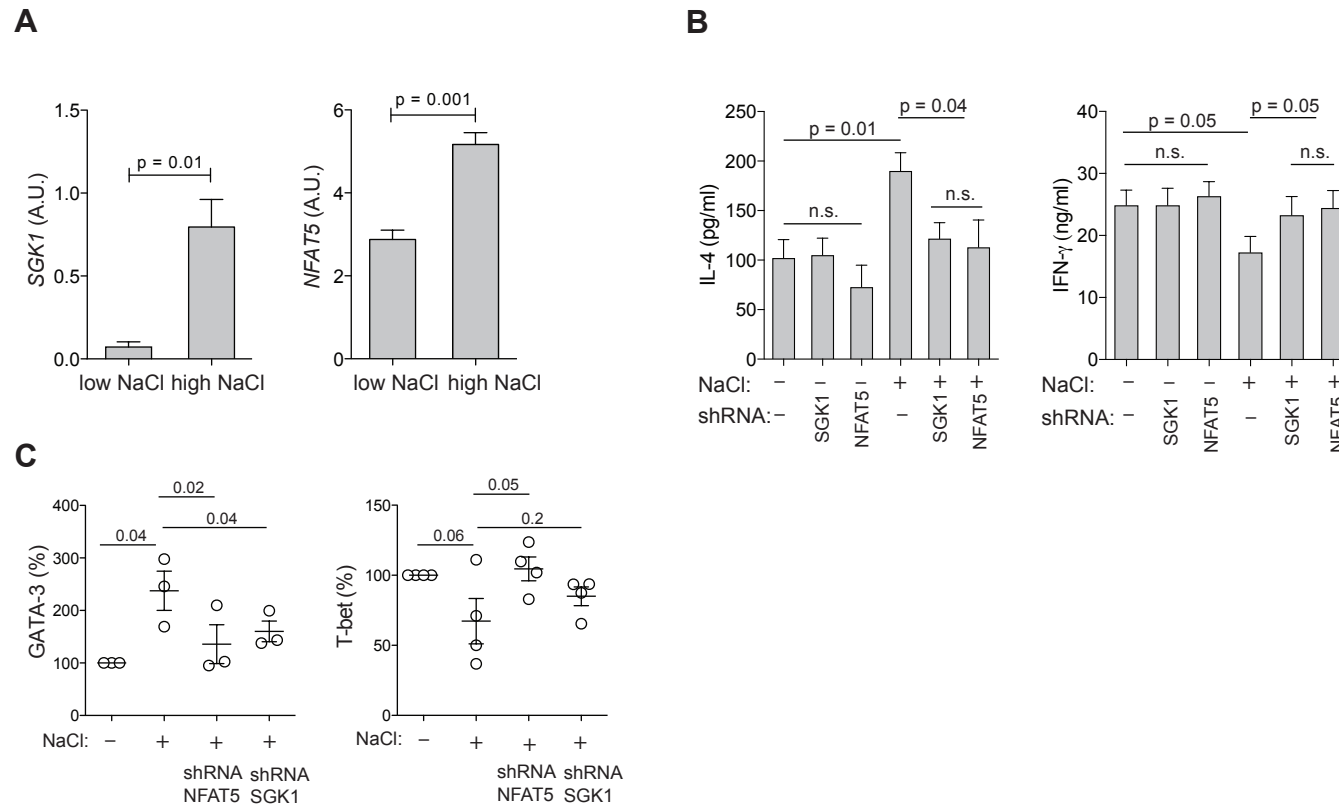 A
1.5
1.0
0.5
0.0
SGK1 (A.U.)
p = 0.01
low NaCl high NaCl
6
4
2
0
NFAT5 (A.U.)
p = 0.001
low NaCl high NaCl
B
250
200
150
100
50
0
IL-4 (pg/ml)
p = 0.04
p = 0.01
n.s.
n.s.
NaCl: – – – + + +
shRNA: – SGK1 NFAT5 – SGK1 NFAT5
40
30
20
10
0
IFN-γ (ng/ml)
p = 0.05
p = 0.05
n.s.
n.s.
NaCl: – – – + + +
shRNA: – SGK1 NFAT5 – SGK1 NFAT5
C
400
300
200
100
0
GATA-3 (%)
0.02
0.04
0.04
NaCl: – + + +
shRNA shRNA
NFAT5 SGK1
150
100
50
0
T-bet (%)
0.05
0.2
0.06
NaCl: – + + +
shRNA shRNA
NFAT5 SGK1